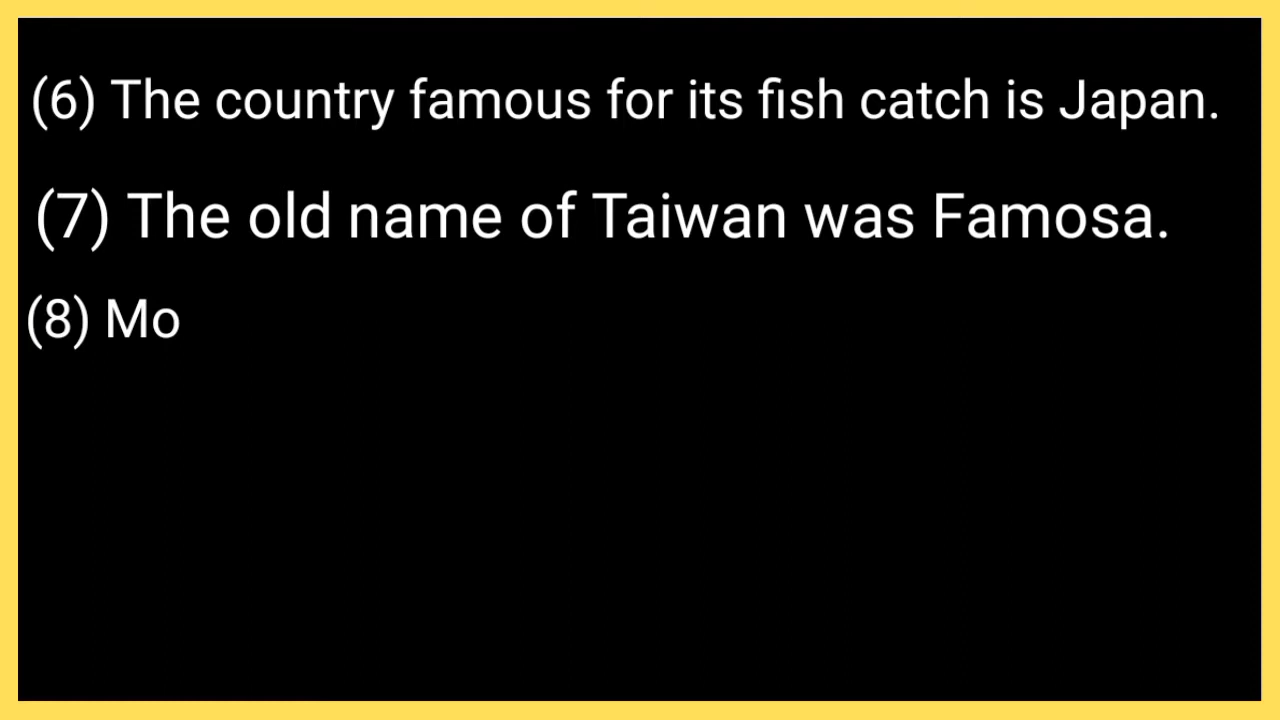 (6) The country famous for its fish catch is Japan.
(7) The old name of Taiwan was Famosa.
(8) Mo